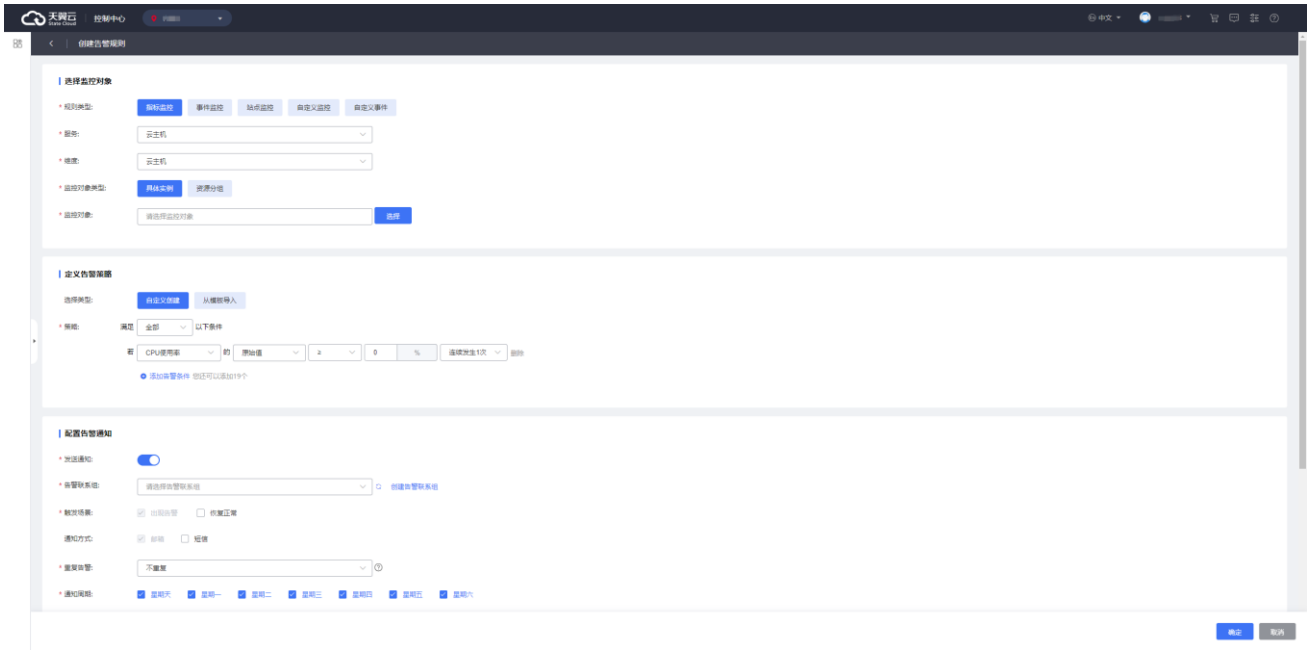 天翼云 State Cloud 控制中心 中文
创建告警规则
选择监控对象
* 规则类型: 指标监控 事件监控 站点监控 自定义监控 自定义事件
* 服务: 云主机
* 维度: 云主机
* 监控对象类型: 具体实例 资源分组
* 监控对象: 请选择监控对象 选择
定义告警策略
选择类型: 自定义创建 从模板导入
* 策略: 满足 全部 以下条件
若 CPU使用率 的 原始值 ≥ 0 % 连续发生1次 删除
添加告警条件 您还可以添加19个
配置告警通知
* 发送通知:
* 告警联系组: 请选择告警联系组 创建告警联系组
* 触发场景: 出现告警 恢复正常
通知方式: 邮箱 短信
* 重复告警: 不重复
* 通知周期: 星期天 星期一 星期二 星期三 星期四 星期五 星期六
确定 取消